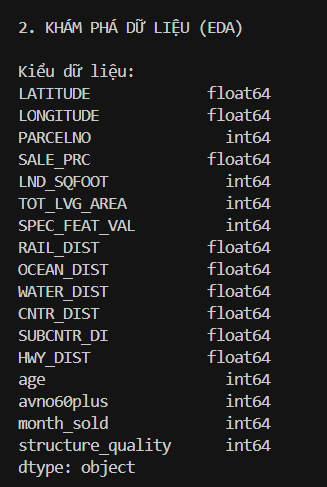 2. KHÁM PHÁ DỮ LIỆU (EDA)
Kiểu dữ liệu:
LATITUDE float64
LONGITUDE float64
PARCELNO int64
SALE_PRC float64
LND_SQFOOT int64
TOT_LVG_AREA int64
SPEC_FEAT_VAL int64
RAIL_DIST float64
OCEAN_DIST float64
WATER_DIST float64
CNTR_DIST float64
SUBCNTR_DI float64
HWY_DIST float64
age int64
avno60plus int64
month_sold int64
structure_quality int64
dtype: object